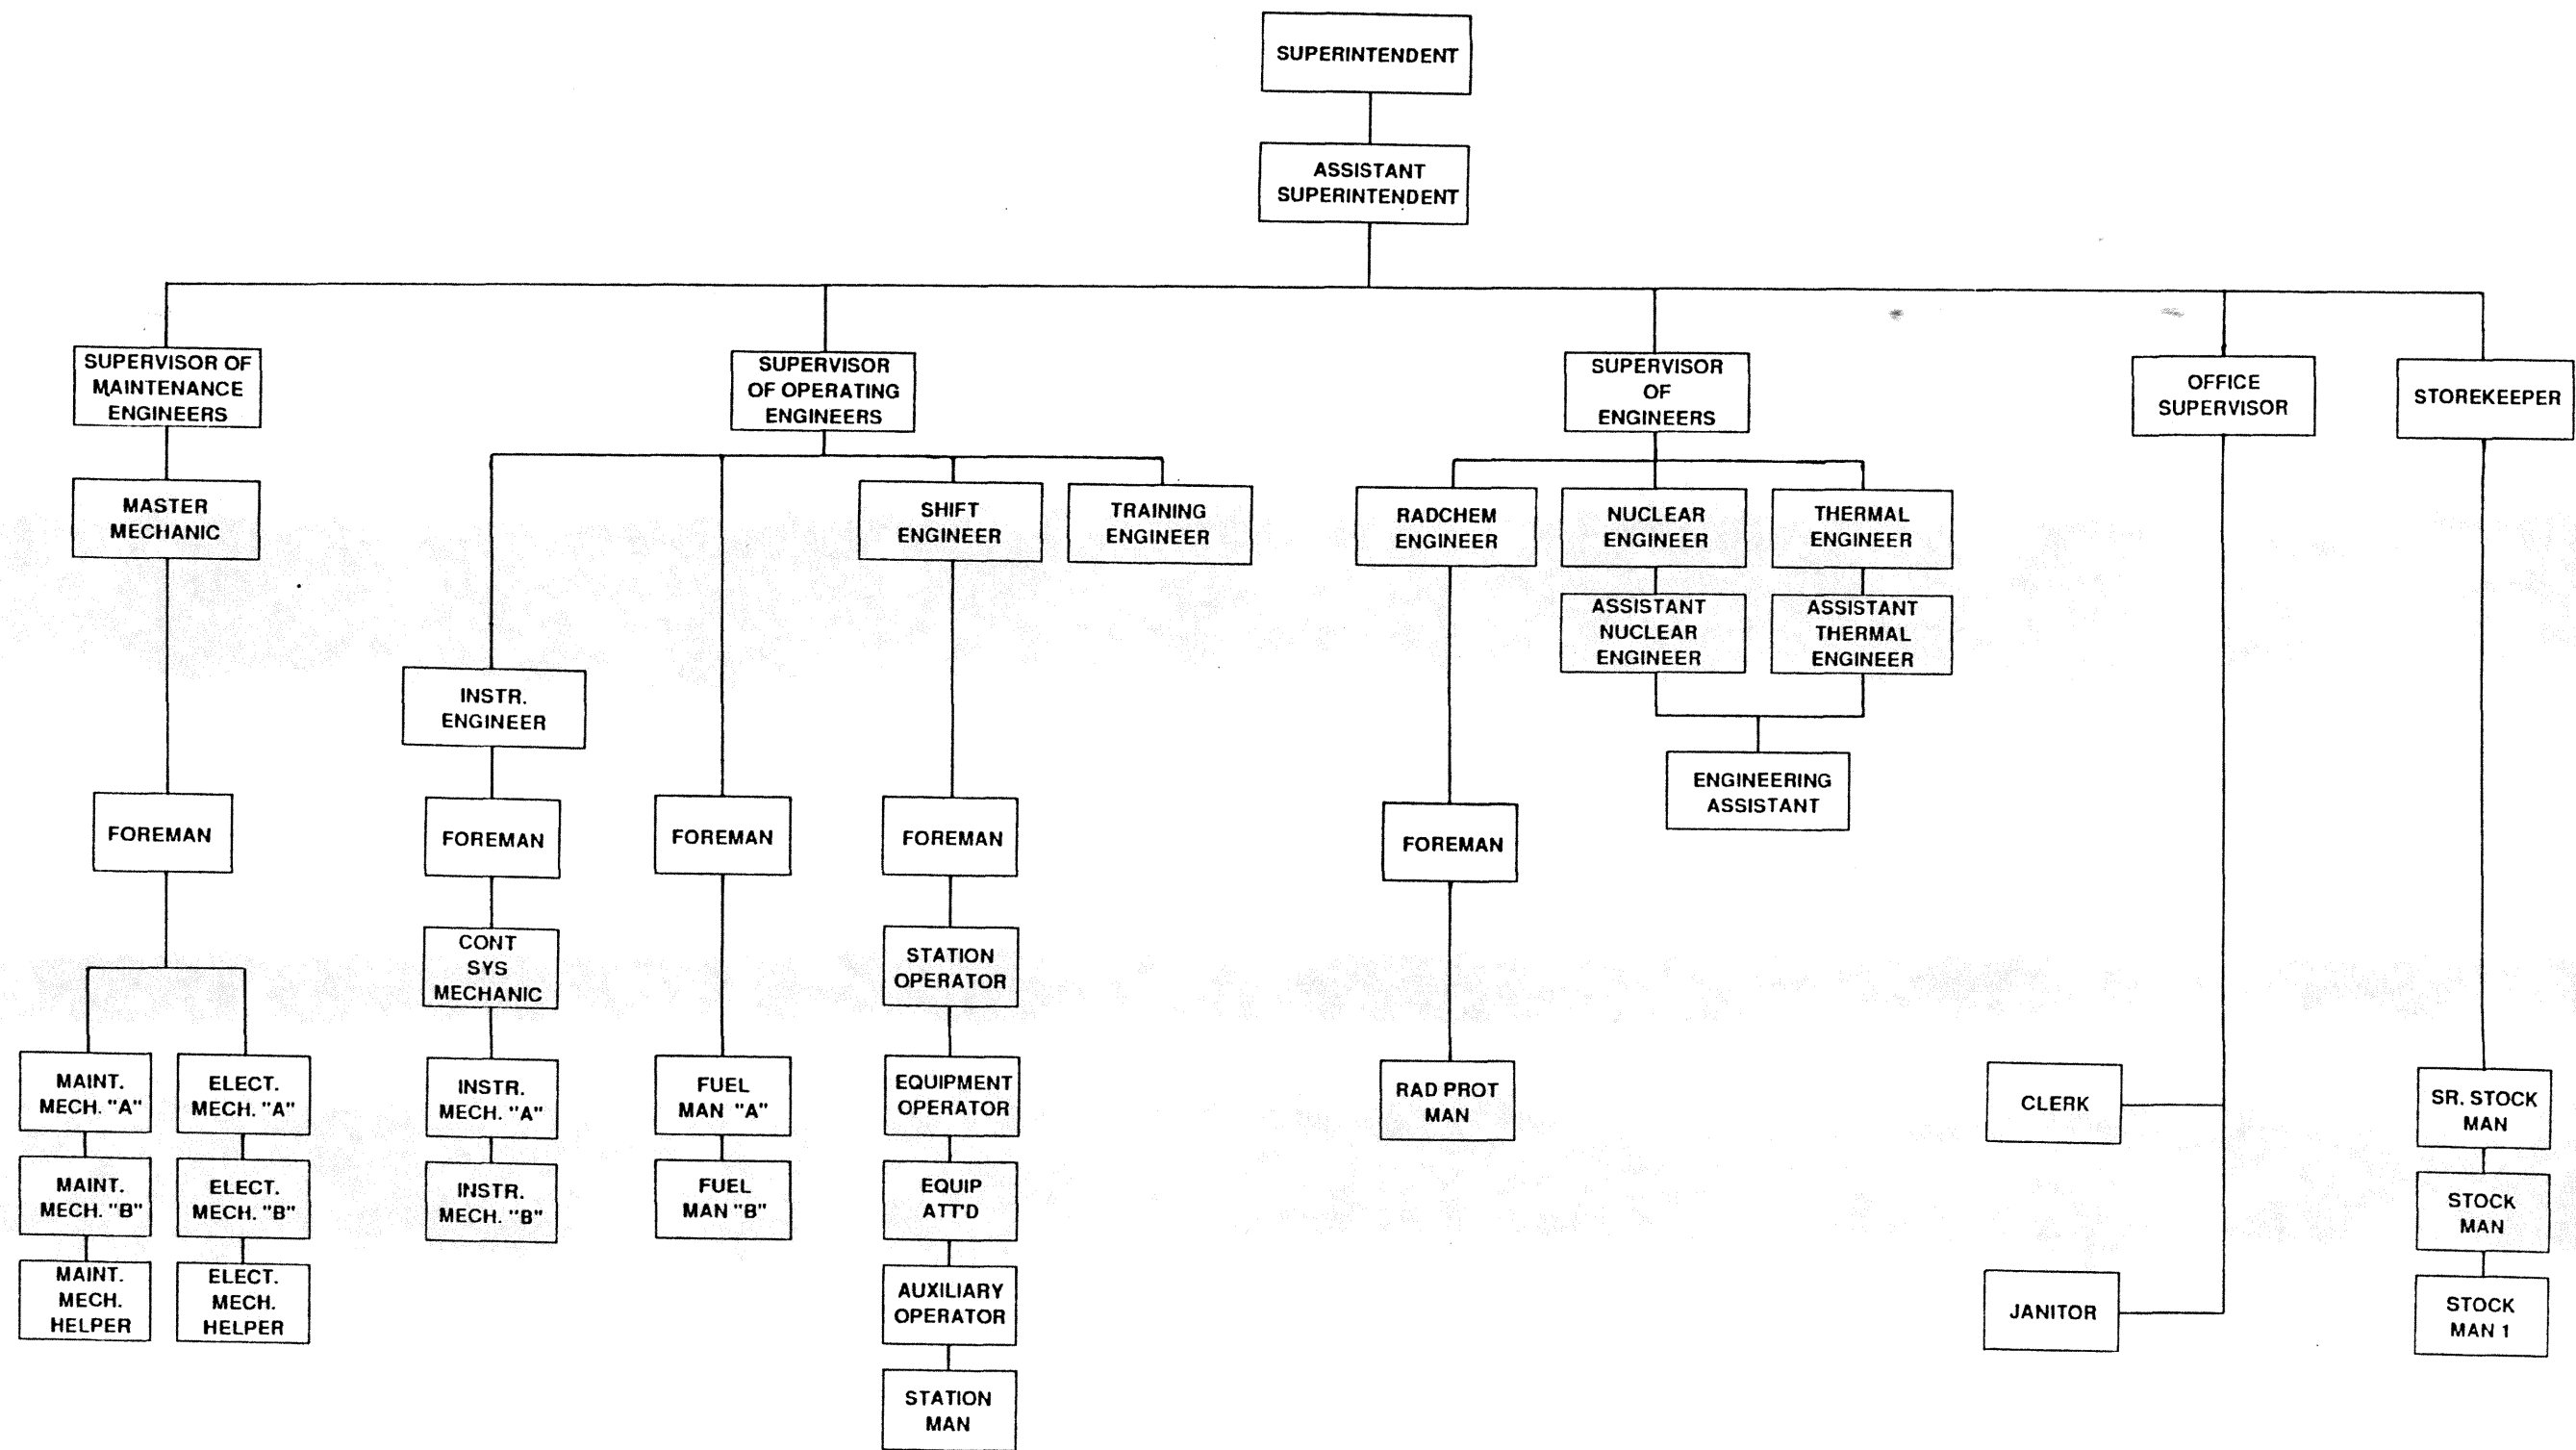 SUPERINTENDENT
ASSISTANT
SUPERINTENDENT
SUPERVISOR OF
MAINTENANCE
ENGINEERS
SUPERVISOR
OF OPERATING
ENGINEERS
SUPERVISOR
OF
ENGINEERS
OFFICE
SUPERVISOR
STOREKEEPER
MASTER
MECHANIC
SHIFT
ENGINEER
TRAINING
ENGINEER
RADCHEM
ENGINEER
NUCLEAR
ENGINEER
THERMAL
ENGINEER
ASSISTANT
NUCLEAR
ENGINEER
ASSISTANT
THERMAL
ENGINEER
INSTR.
ENGINEER
ENGINEERING
ASSISTANT
FOREMAN
FOREMAN
FOREMAN
FOREMAN
FOREMAN
CONT
SYS
MECHANIC
STATION
OPERATOR
MAINT.
MECH. "A"
ELECT.
MECH. "A"
INSTR.
MECH. "A"
FUEL
MAN "A"
EQUIPMENT
OPERATOR
RAD PROT
MAN
CLERK
SR. STOCK
MAN
MAINT.
MECH. "B"
ELECT.
MECH. "B"
INSTR.
MECH. "B"
FUEL
MAN "B"
EQUIP
ATT'D
STOCK
MAN
MAINT.
MECH.
HELPER
ELECT.
MECH.
HELPER
AUXILIARY
OPERATOR
JANITOR
STOCK
MAN 1
STATION
MAN